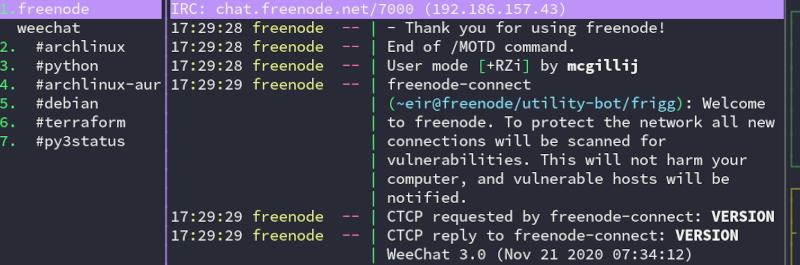 1.freenode
weechat
2. #archlinux
3. #python
4. #archlinux-aur
5. #debian
6. #terraform
7. #py3status
IRC: chat.freenode.net/7000 (192.186.157.43)
17:29:28 freenode -- | - Thank you for using freenode!
17:29:28 freenode -- | End of /MOTD command.
17:29:28 freenode -- | User mode [+RZi] by mcgillij
17:29:29 freenode -- | freenode-connect
| (~eir@freenode/utility-bot/frigg): Welcome
| to freenode. To protect the network all new
| connections will be scanned for
| vulnerabilities. This will not harm your
| computer, and vulnerable hosts will be
| notified.
17:29:29 freenode -- | CTCP requested by freenode-connect: VERSION
17:29:29 freenode -- | CTCP reply to freenode-connect: VERSION
| WeeChat 3.0 (Nov 21 2020 07:34:12)